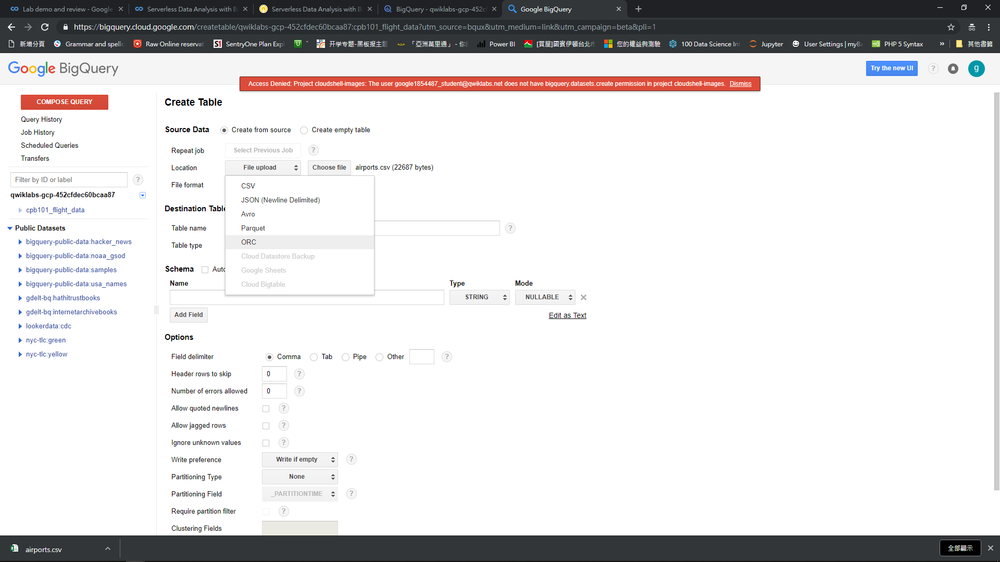 Lab demo and review - Google
Serverless Data Analysis with B
Serverless Data Analysis with B
BigQuery - qwiklabs-gcp-452cf
Google BigQuery
https://bigquery.cloud.google.com/createtable/qwiklabs-gcp-452cfdec60bcaa87:cpb101_flight_data?utm_source=bqux&utm_medium=link&utm_campaign=beta&pli=1
新增分頁
Grammar and spell
Raw Online reserva
SentryOne Plan Expl
`
开学专题-黑板报主题
「亞洲萬里通」 - 你
Power BI
[買屋]國賓伊頓台北市
您的權益與測驗
100 Data Science In
Jupyter
User Settings | myB
PHP 5 Syntax
»
其他書籤
Google BigQuery
Try the new UI
?
g
Access Denied: Project cloudshell-images: The user google1854487_student@qwiklabs.net does not have bigquery.datasets.create permission in project cloudshell-images. Dismiss
COMPOSE QUERY
Query History
Job History
Scheduled Queries
Transfers
Filter by ID or label
?
qwiklabs-gcp-452cfdec60bcaa87
cpb101_flight_data
Public Datasets
bigquery-public-data:hacker_news
bigquery-public-data:noaa_gsod
bigquery-public-data:samples
bigquery-public-data:usa_names
gdelt-bq:hathitrustbooks
gdelt-bq:internetarchivebooks
lookerdata:cdc
nyc-tlc:green
nyc-tlc:yellow
Create Table
Source Data Create from source Create empty table
Repeat job Select Previous Job ?
Location File upload Choose file airports.csv (22687 bytes)
File format
CSV
JSON (Newline Delimited)
Avro
Parquet
ORC
Cloud Datastore Backup
Google Sheets
Cloud Bigtable
Destination Table
Table name ?
Table type
Schema Auto
Name Type Mode
STRING NULLABLE
Add Field Edit as Text
Options
Field delimiter Comma Tab Pipe Other ?
Header rows to skip 0 ?
Number of errors allowed 0 ?
Allow quoted newlines ?
Allow jagged rows ?
Ignore unknown values ?
Write preference Write if empty ?
Partitioning Type None
Partitioning Field _PARTITIONTIME ?
Require partition filter ?
Clustering Fields
airports.csv
全部顯示